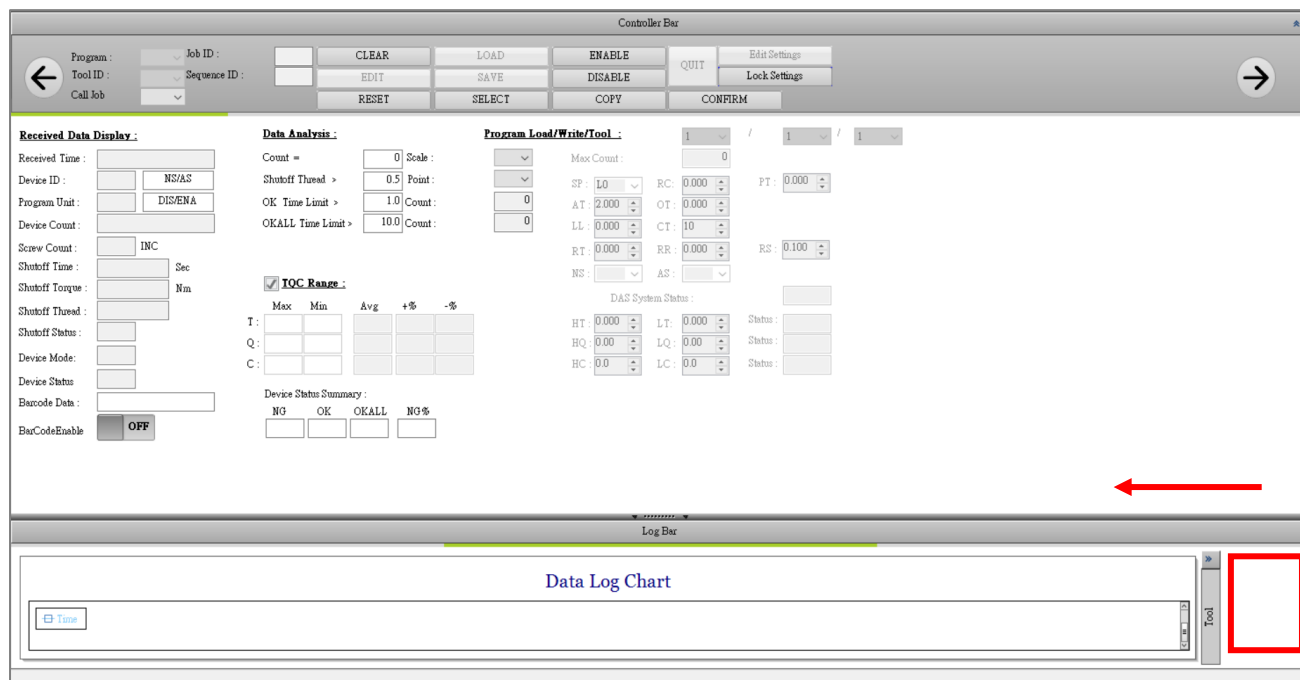 Controller Bar
Program :
Job ID :
CLEAR
LOAD
ENABLE
QUIT
Edit Settings
Tool ID :
Sequence ID :
EDIT
SAVE
DISABLE
Lock Settings
Call Job
RESET
SELECT
COPY
CONFIRM
Received Data Display :
Data Analysis :
Program Load/Write/Tool :
1 / 1 / 1
Received Time :
Count = 0 Scale :
Max Count : 0
Device ID : NS/AS
Shutoff Thread > 0.5 Point :
SP : L0 RC: 0.000 PT : 0.000
Program Unit : DIS/ENA
OK Time Limit > 1.0 Count : 0
AT : 2.000 OT : 0.000
Device Count :
OKALL Time Limit > 10.0 Count : 0
LL : 0.000 CT : 10
Screw Count : INC
RT : 0.000 RR : 0.000 RS : 0.100
Shutoff Time : Sec
NS : AS :
Shutoff Torque : Nm
TQC Range :
DAS System Status :
Shutoff Thread :
Max Min Avg +% -%
Shutoff Status :
T :
HT : 0.000 LT: 0.000 Status :
Q :
HQ : 0.00 LQ : 0.00 Status :
Device Mode:
C :
HC : 0.0 LC : 0.0 Status :
Device Status
Device Status Summary :
Barcode Data :
NG OK OKALL NG%
BarCodeEnable OFF
Log Bar
Data Log Chart
Time
Tool